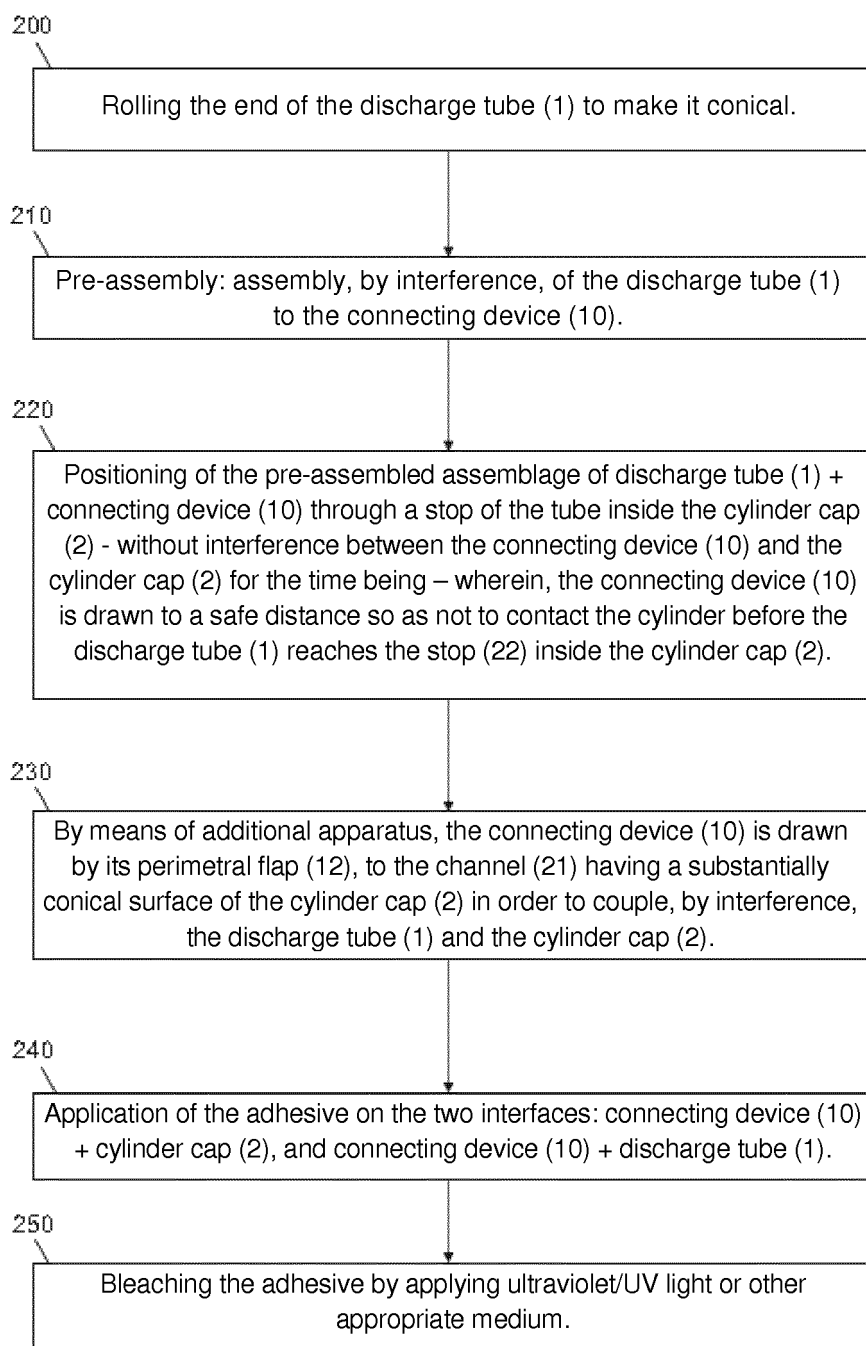 200
Rolling the end of the discharge tube (1) to make it conical.
210
Pre-assembly: assembly, by interference, of the discharge tube (1)
to the connecting device (10).
220
Positioning of the pre-assembled assemblage of discharge tube (1) +
connecting device (10) through a stop of the tube inside the cylinder cap
(2) - without interference between the connecting device (10) and the
cylinder cap (2) for the time being – wherein, the connecting device (10)
is drawn to a safe distance so as not to contact the cylinder before the
discharge tube (1) reaches the stop (22) inside the cylinder cap (2).
230
By means of additional apparatus, the connecting device (10) is drawn
by its perimetral flap (12), to the channel (21) having a substantially
conical surface of the cylinder cap (2) in order to couple, by interference,
the discharge tube (1) and the cylinder cap (2).
240
Application of the adhesive on the two interfaces: connecting device (10)
+ cylinder cap (2), and connecting device (10) + discharge tube (1).
250
Bleaching the adhesive by applying ultraviolet/UV light or other
appropriate medium.